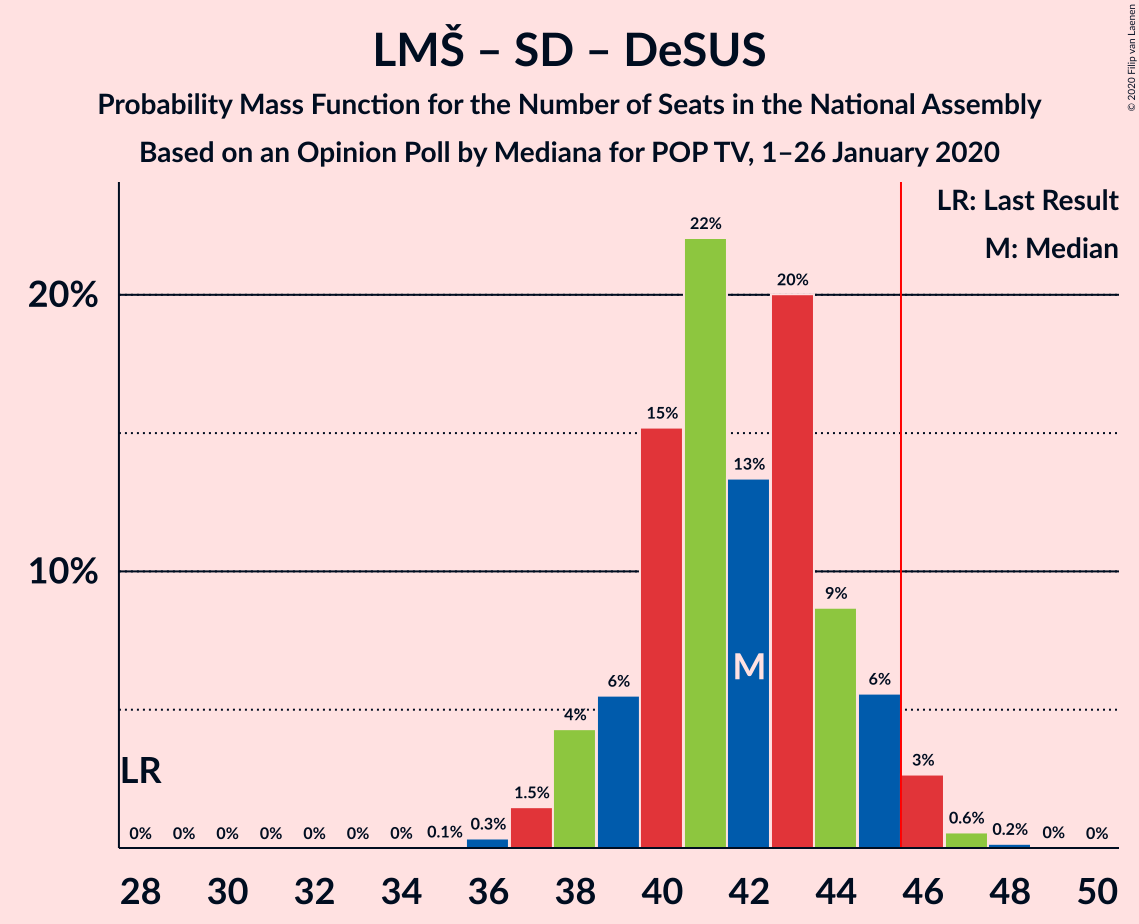 LMŠ – SD – DeSUS
Probability Mass Function for the Number of Seats in the National Assembly
Based on an Opinion Poll by Mediana for POP TV, 1–26 January 2020
© 2020 Filip van Laenen
LR: Last Result
M: Median
22%
20%
20%
15%
13%
10%
9%
M
6%
6%
4%
LR
3%
1.5%
0% 0% 0% 0% 0% 0% 0% 0.1% 0.3% 0.6% 0.2% 0% 0%
28 30 32 34 36 38 40 42 44 46 48 50